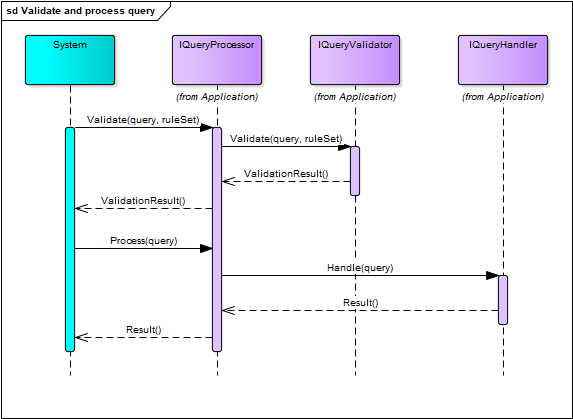 sd Validate and process query
System
IQueryProcessor
IQueryValidator
IQueryHandler
(from Application)
(from Application)
(from Application)
Validate(query, ruleSet)
Validate(query, ruleSet)
ValidationResult()
ValidationResult()
Process(query)
Handle(query)
Result()
Result()